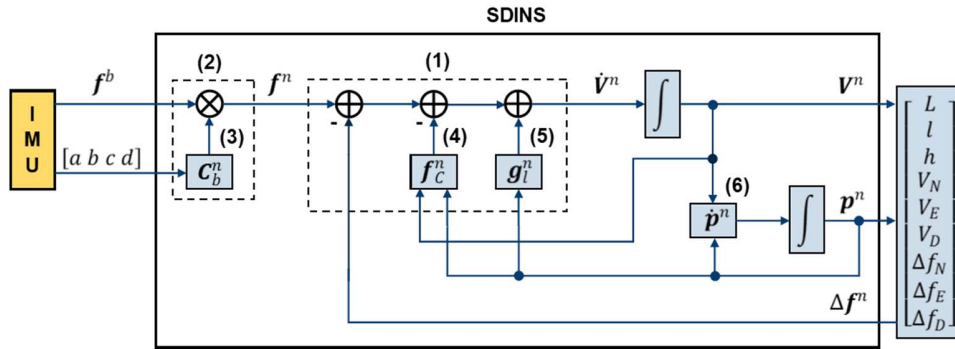 SDINS
(2)
(1)
f^b
f^n
V̇^n
∫
V^n
I
M
U
-
-
(3)
(4)
(5)
[a b c d]
C_b^n
f_C^n
g_l^n
(6)
ṗ^n
∫
p^n
Δf^n
L
l
h
V_N
V_E
V_D
Δf_N
Δf_E
Δf_D